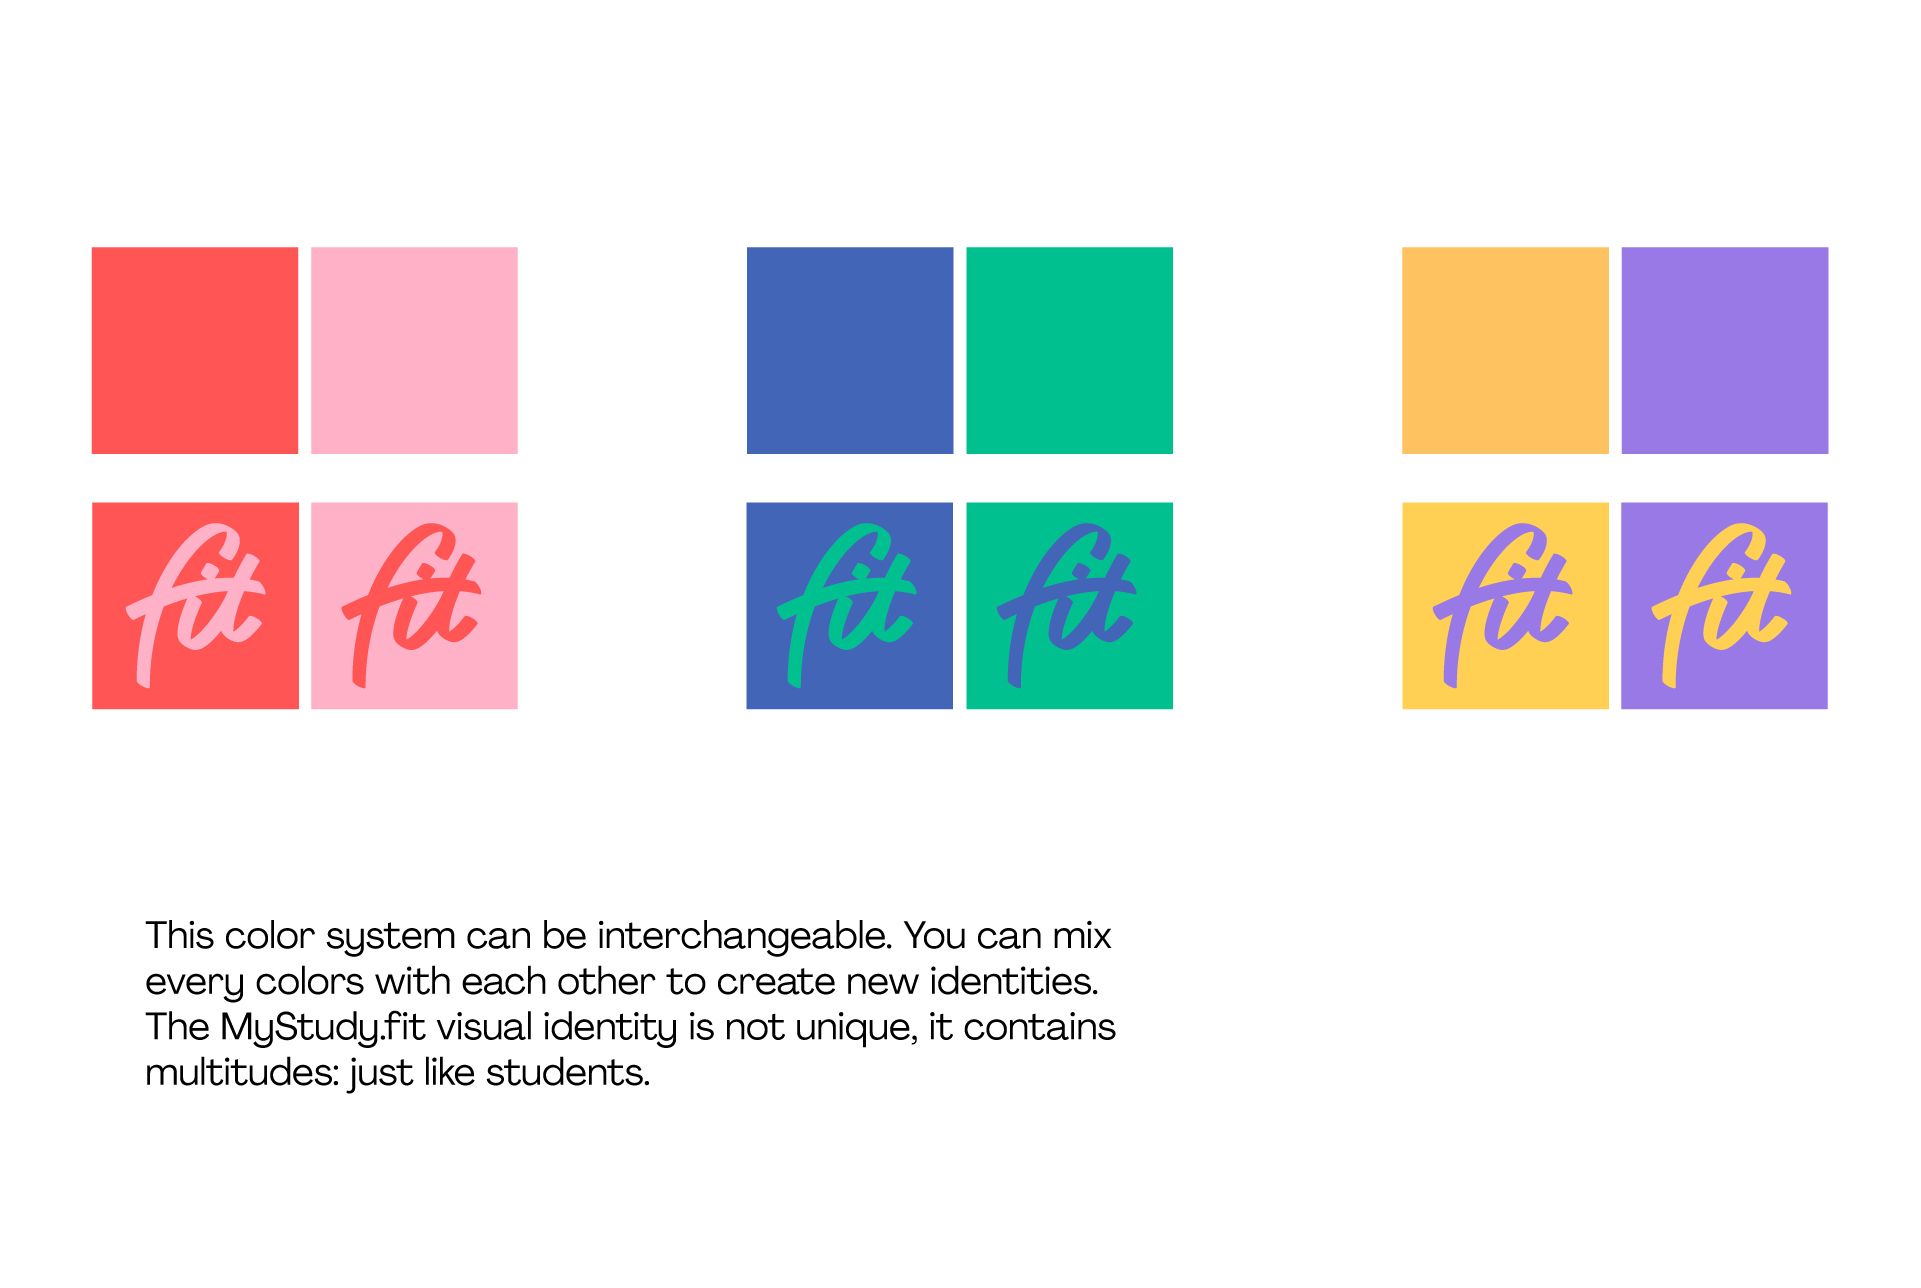 fit fit fit fit fit fit
This color system can be interchangeable. You can mix
every colors with each other to create new identities.
The MyStudy.fit visual identity is not unique, it contains
multitudes: just like students.